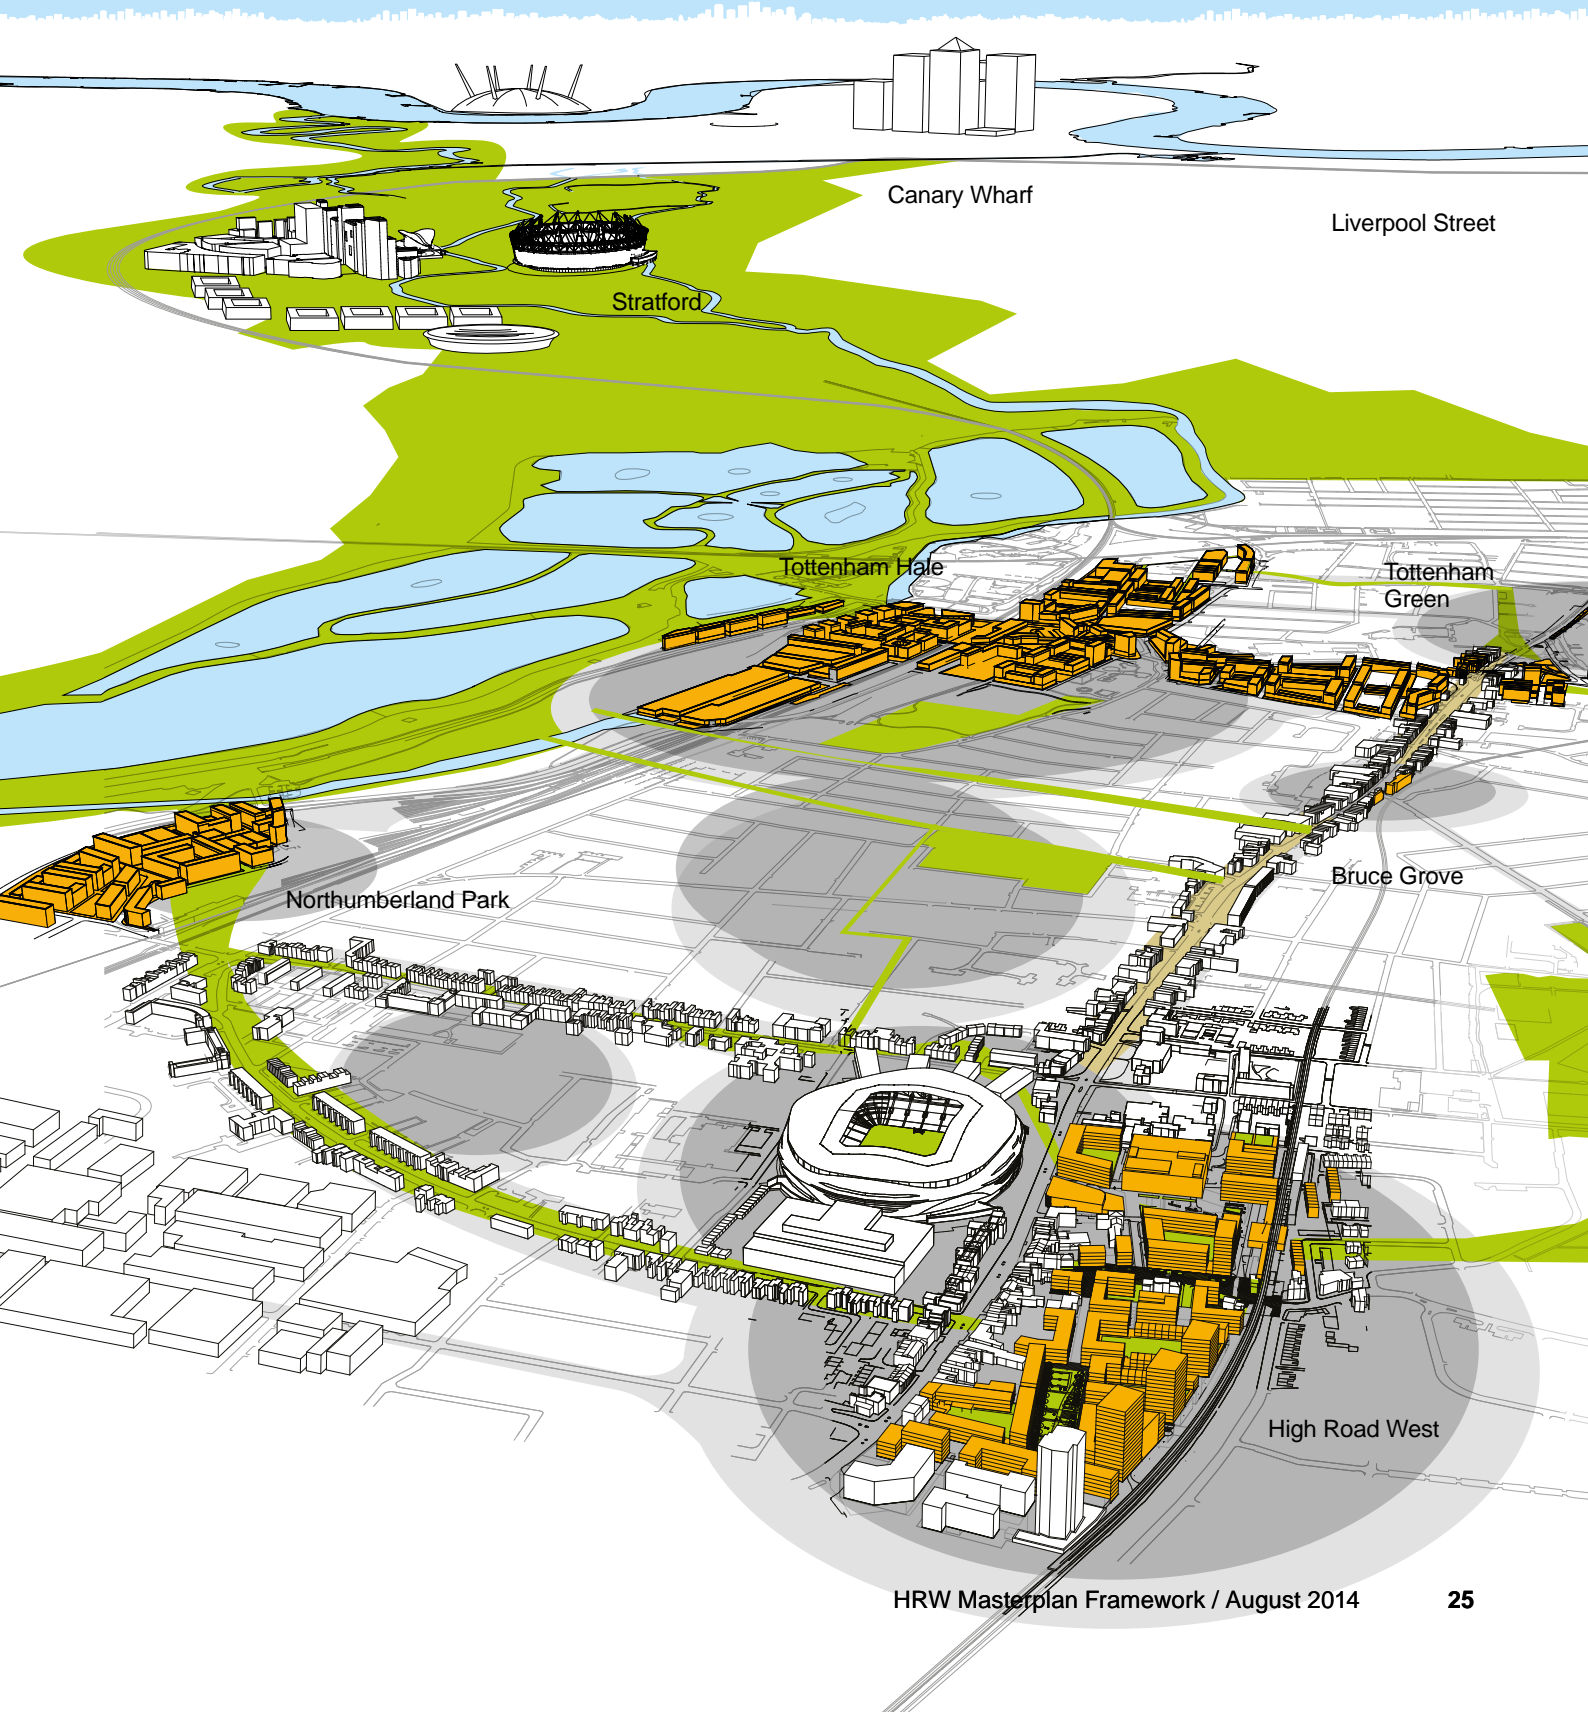 Canary Wharf
Liverpool Street
Stratford
Tottenham Hale
Tottenham
Green
Bruce Grove
Northumberland Park
High Road West
HRW Masterplan Framework / August 2014 25